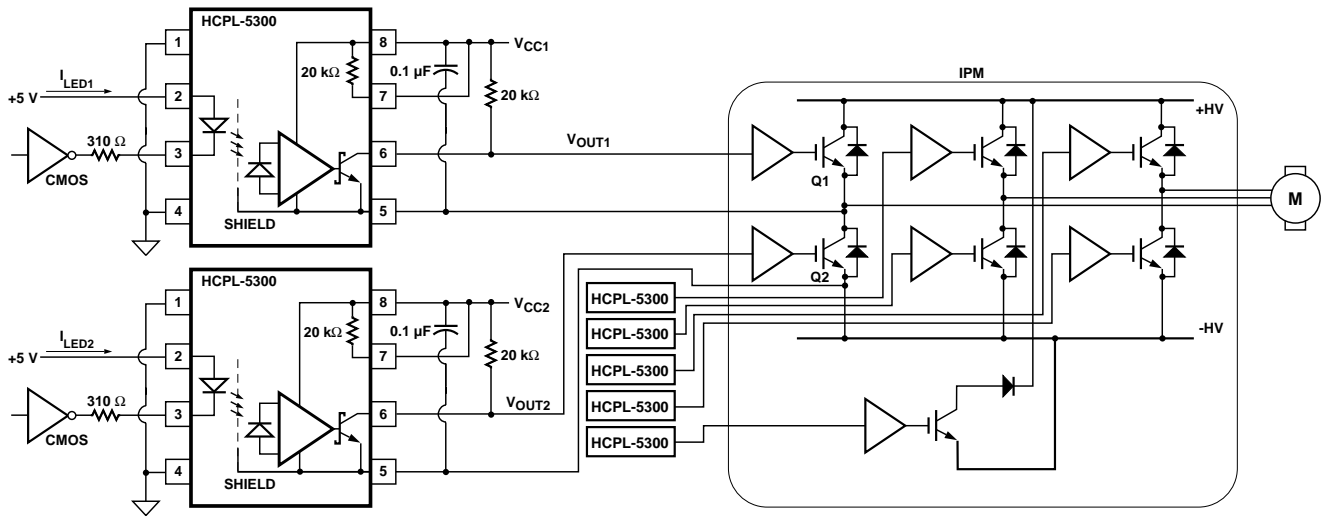 HCPL-5300
1
2
3
4
8
7
6
5
I LED1
+5 V
310 Ω
CMOS
20 kΩ
SHIELD
0.1 µF
VCC1
20 kΩ
VOUT1
HCPL-5300
1
2
3
4
8
7
6
5
ILED2
+5 V
310 Ω
CMOS
20 kΩ
SHIELD
0.1 µF
VCC2
20 kΩ
VOUT2
HCPL-5300
HCPL-5300
HCPL-5300
HCPL-5300
HCPL-5300
IPM
+HV
Q1
M
Q2
-HV